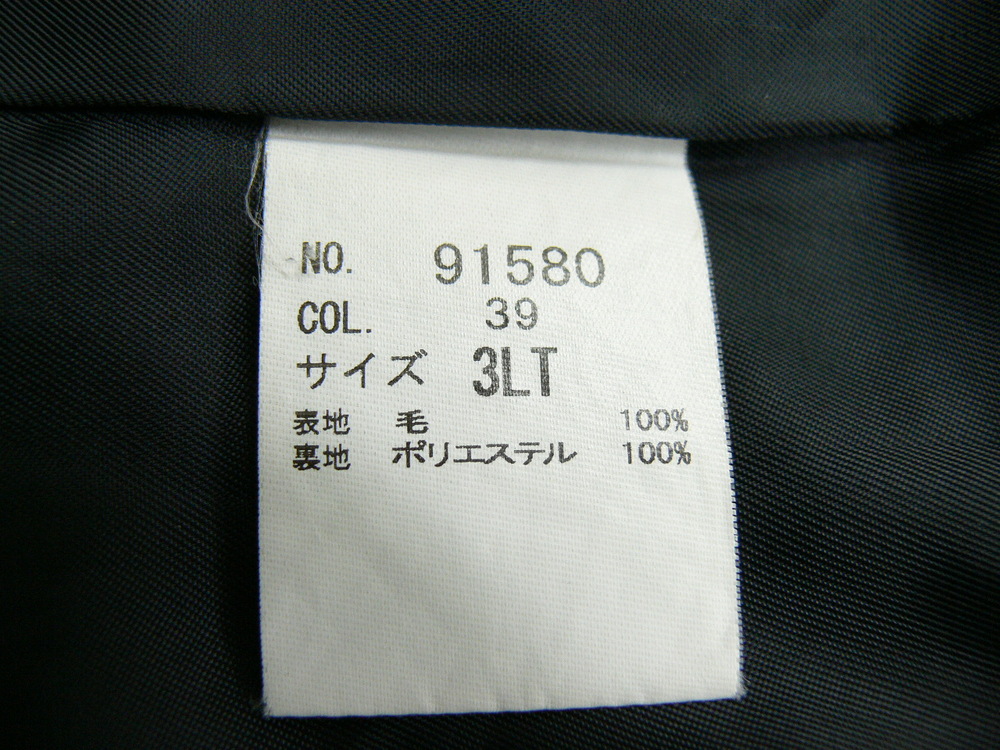 NO. 91580
COL. 39
サイズ 3LT
表地 毛 100%
裏地 ポリエステル 100%